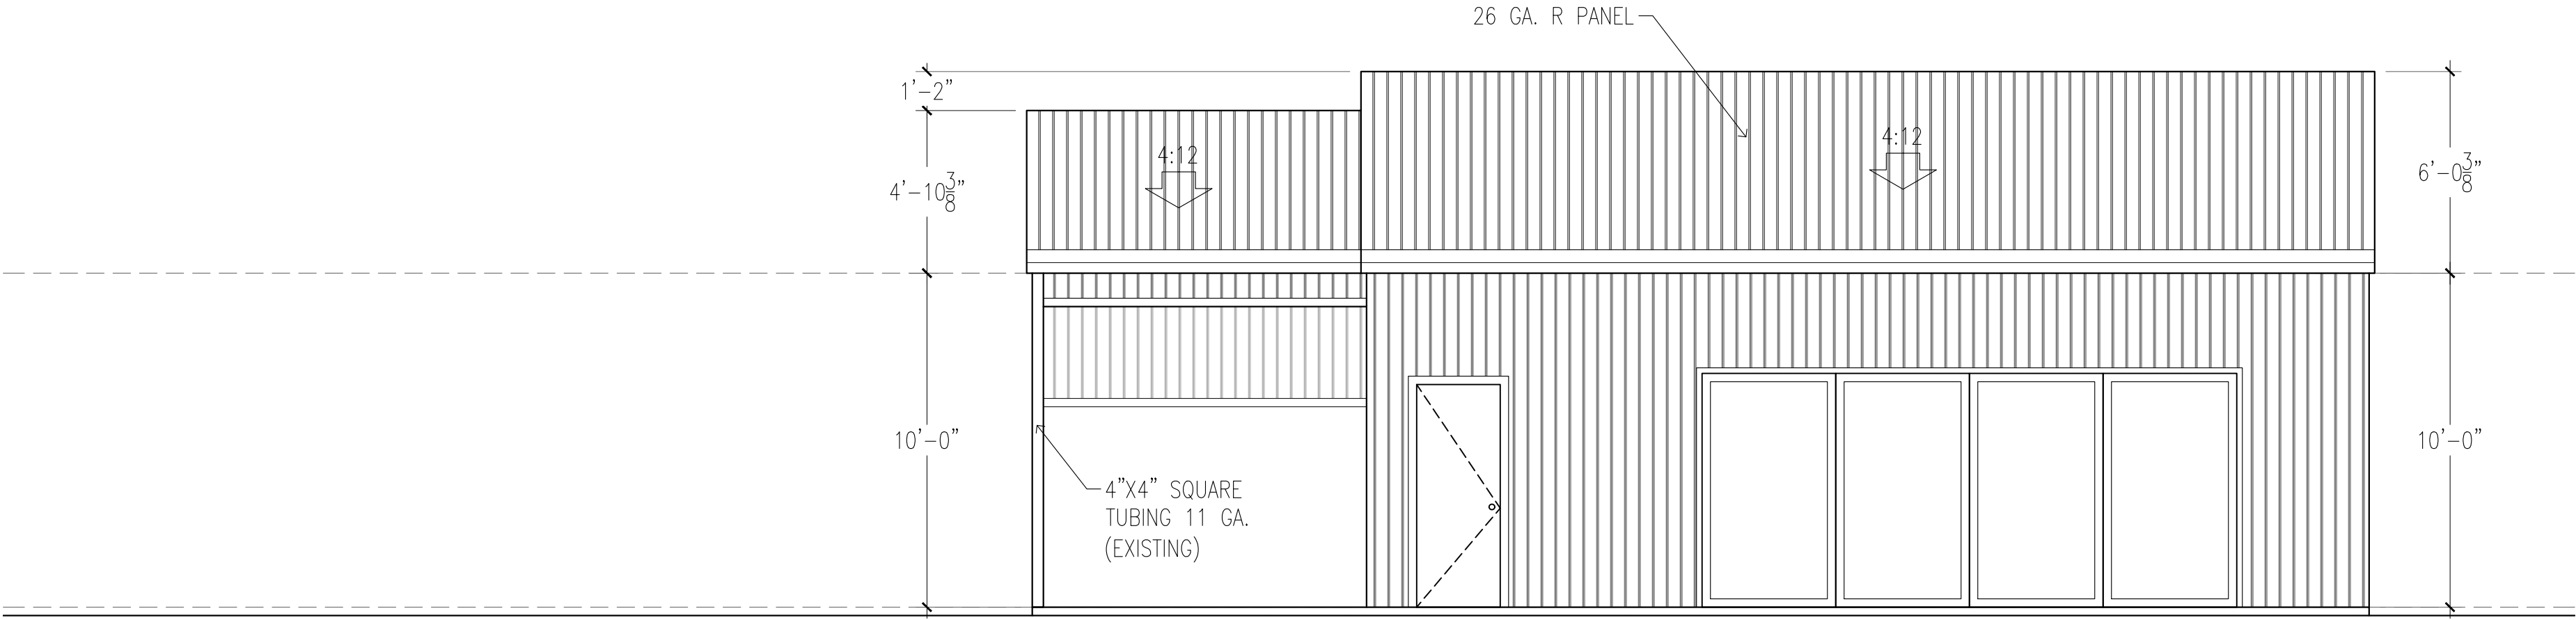 26 GA. R PANEL
1'-2"
4:12
4:12
4'-10 3/8"
6'-0 3/8"
10'-0"
10'-0"
4"X4" SQUARE
TUBING 11 GA.
(EXISTING)